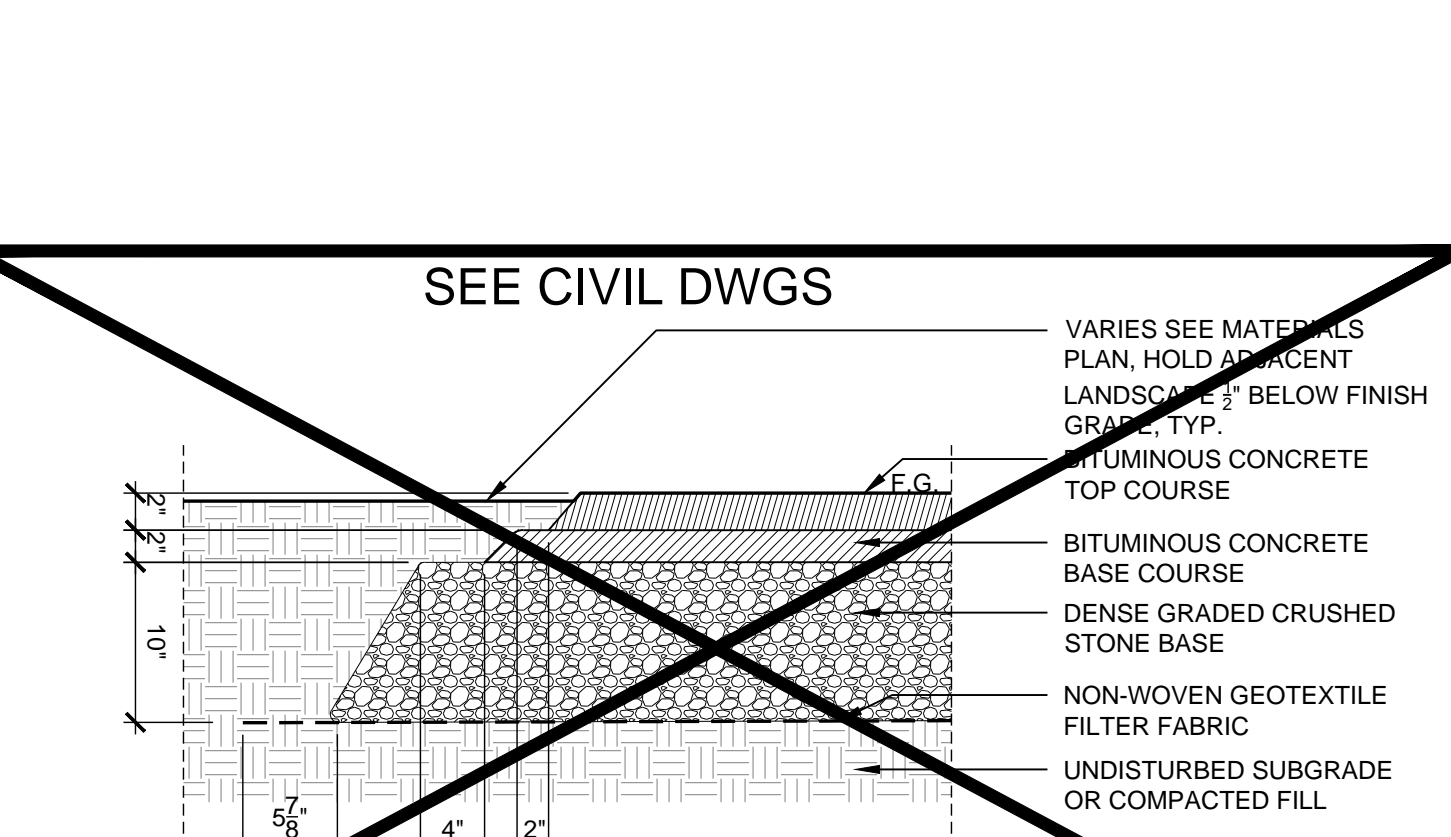 SEE CIVIL DWGS
VARIES SEE MATERIALS
PLAN, HOLD ADJACENT
LANDSCAPE 1/2" BELOW FINISH
GRADE, TYP.
BITUMINOUS CONCRETE
TOP COURSE
F.G.
BITUMINOUS CONCRETE
BASE COURSE
DENSE GRADED CRUSHED
STONE BASE
NON-WOVEN GEOTEXTILE
FILTER FABRIC
UNDISTURBED SUBGRADE
OR COMPACTED FILL
2"
2"
10"
5 7/8"
4"
2"